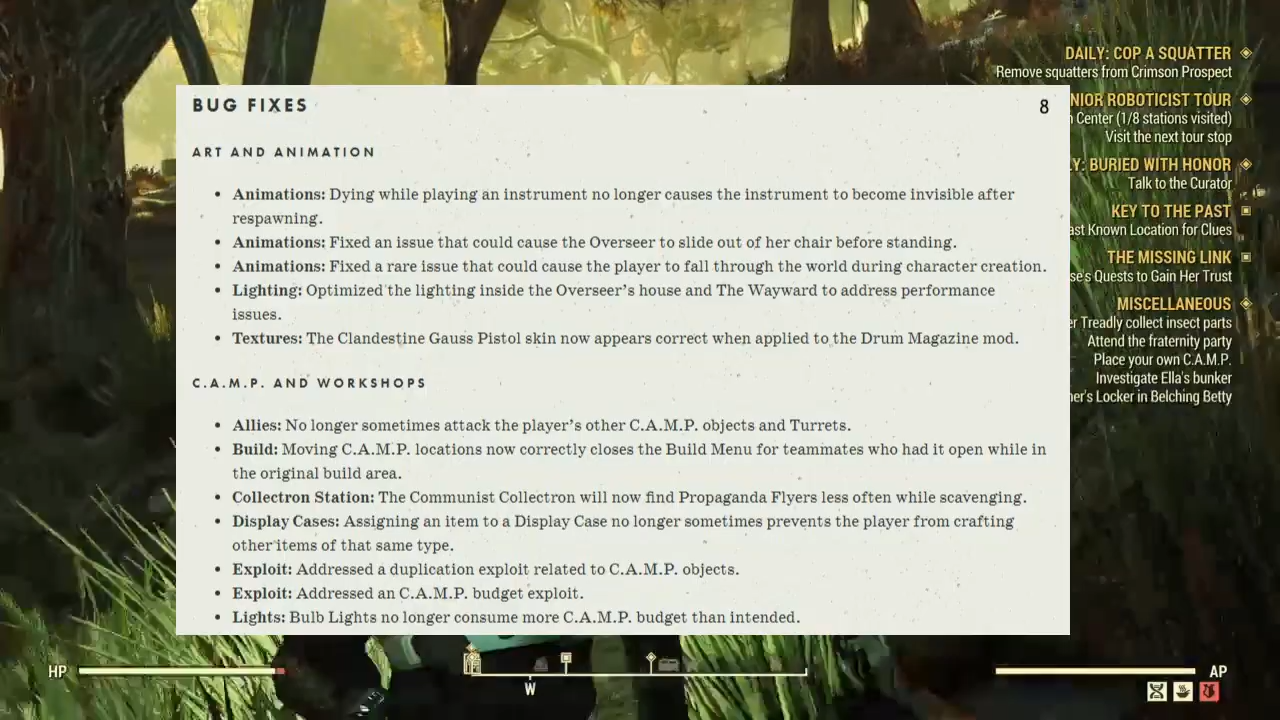 DAILY: COP A SQUATTER
Remove squatters from Crimson Prospect
BUG FIXES
8
NIOR ROBOTICIST TOUR
Center (1/8 stations visited)
Visit the next tour stop
ART AND ANIMATION
BURIED WITH HONOR
Talk to the Curator
• Animations: Dying while playing an instrument no longer causes the instrument to become invisible after
respawning.
KEY TO THE PAST
Known Location for Clues
• Animations: Fixed an issue that could cause the Overseer to slide out of her chair before standing.
• Animations: Fixed a rare issue that could cause the player to fall through the world during character creation.
THE MISSING LINK
Quests to Gain Her Trust
• Lighting: Optimized the lighting inside the Overseer's house and The Wayward to address performance
issues.
MISCELLANEOUS
Treadly collect insect parts
• Textures: The Clandestine Gauss Pistol skin now appears correct when applied to the Drum Magazine mod.
Attend the fraternity party
Place your own C.A.M.P.
Investigate Ella's bunker
Locker in Belching Betty
C.A.M.P. AND WORKSHOPS
• Allies: No longer sometimes attack the player's other C.A.M.P. objects and Turrets.
• Build: Moving C.A.M.P. locations now correctly closes the Build Menu for teammates who had it open while in
the original build area.
• Collectron Station: The Communist Collectron will now find Propaganda Flyers less often while scavenging.
• Display Cases: Assigning an item to a Display Case no longer sometimes prevents the player from crafting
other items of that same type.
• Exploit: Addressed a duplication exploit related to C.A.M.P. objects.
• Exploit: Addressed an C.A.M.P. budget exploit.
• Lights: Bulb Lights no longer consume more C.A.M.P. budget than intended.
HP
W
AP